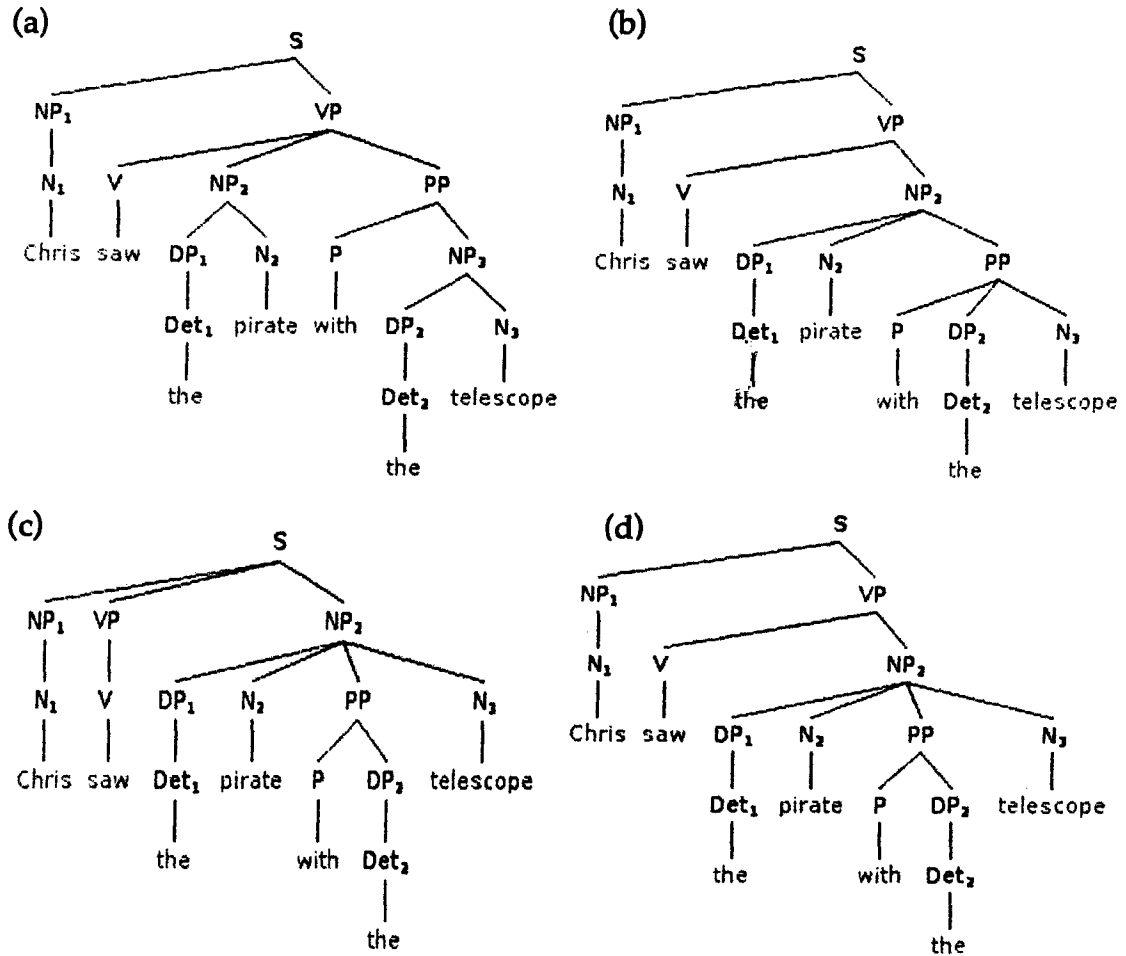 (a)
S
NP₁ VP
N₁ V NP₂ PP
Chris saw DP₁ N₂ P NP₃
Det₁ pirate with DP₂ N₃
the Det₂ telescope
the
(b)
S
NP₁ VP
N₁ V NP₂
Chris saw DP₁ N₂ PP
Det₁ pirate P DP₂ N₃
the with Det₂ telescope
the
(c)
S
NP₁ VP NP₂
N₁ V DP₁ N₂ PP N₃
Chris saw Det₁ pirate P DP₂ telescope
the with Det₂
the
(d)
S
NP₁ VP
N₁ V NP₂
Chris saw DP₁ N₂ PP N₃
Det₁ pirate P DP₂ telescope
the with Det₂
the